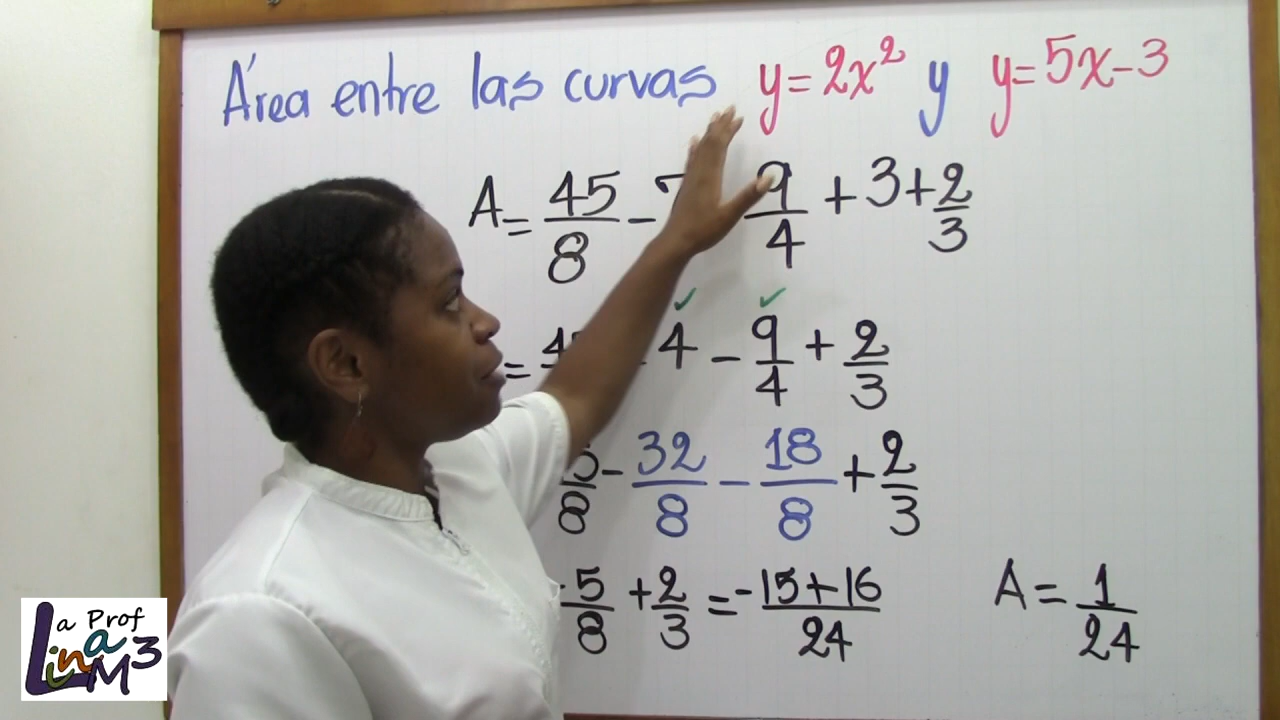 Área entre las curvas y=2x² y y=5x-3
A= 45/8 - 9/4 + 3 + 2/3
= 4 - 9/4 + 2/3
- 32/8 - 18/8 + 2/3
5/8 + 2/3 = -15+16/24 A= 1/24
La Prof
Lina M3